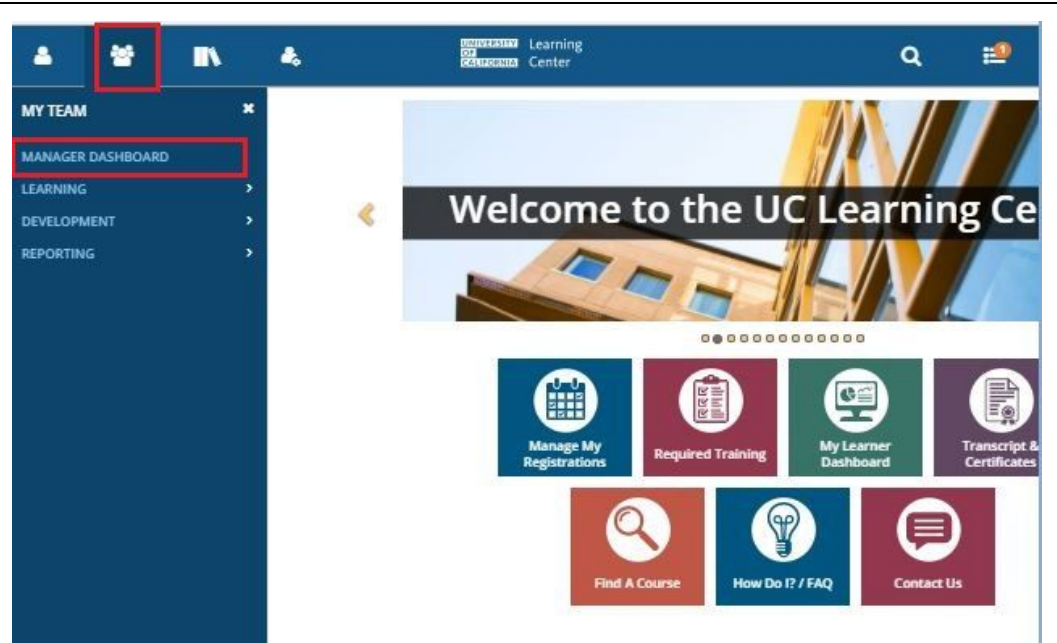 UNIVERSITY Learning
OF
CALIFORNIA Center
1
MY TEAM
MANAGER DASHBOARD
LEARNING
DEVELOPMENT
REPORTING
Welcome to the UC Learning Ce
Manage My
Registrations
Required Training
My Learner
Dashboard
Transcript &
Certificates
Find A Course
How Do I? / FAQ
Contact Us